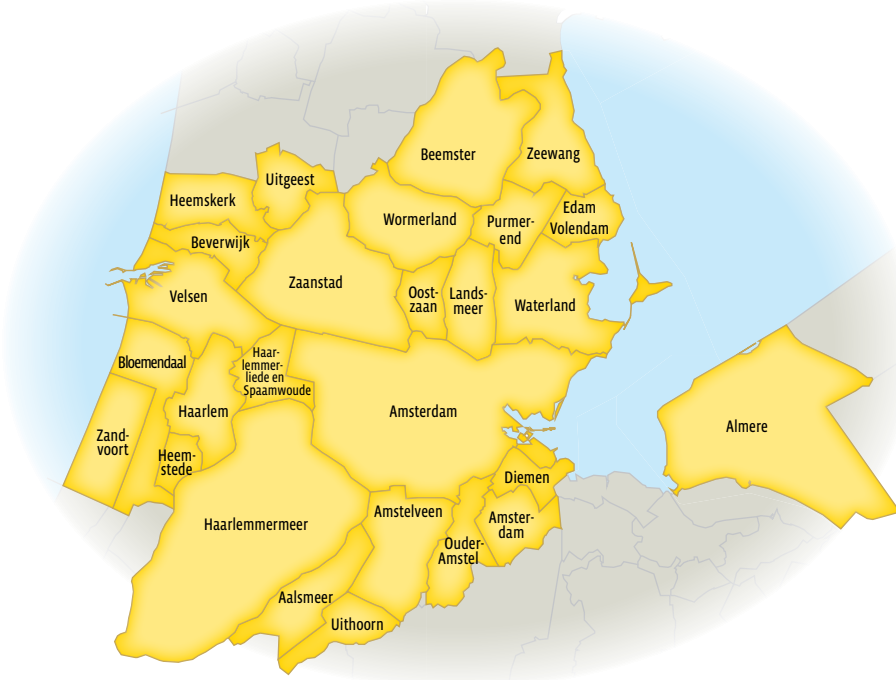 Beemster
Zeewang
Uitgeest
Heemskerk
Edam
Volendam
Wormerland
Purmer-
end
Beverwijk
Zaanstad
Velsen
Oost-
zaan
Lands-
meer
Waterland
Bloemendaal
Haar-
lemmer-
liede en
Spaarnwoude
Haarlem
Amsterdam
Almere
Zand-
voort
Heem-
stede
Diemen
Haarlemmermeer
Amstelveen
Amster-
dam
Ouder-
Amstel
Aalsmeer
Uithoorn